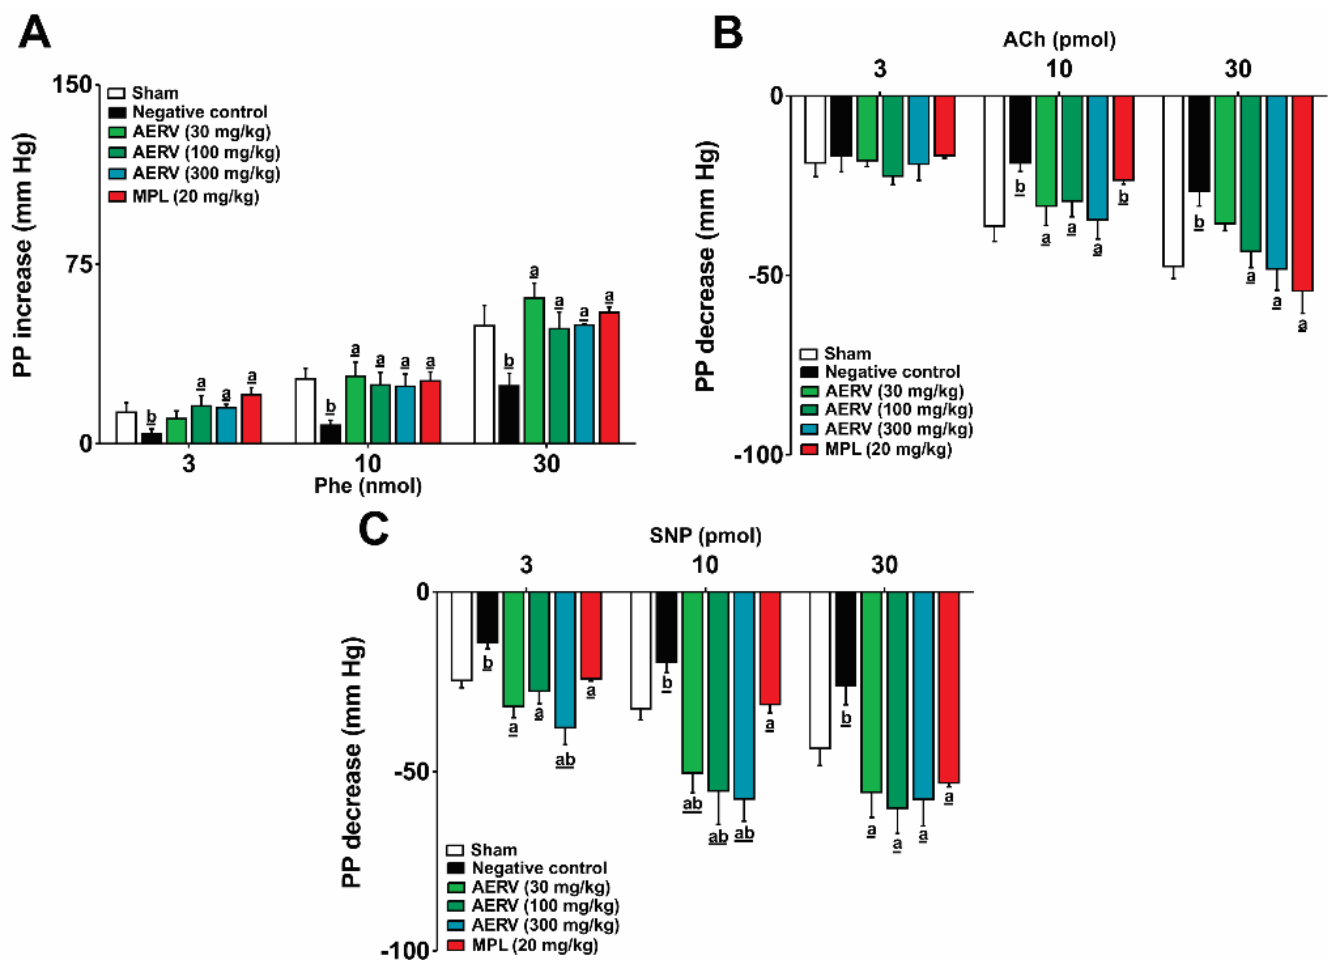 A
150
75
0
PP increase (mm Hg)
Sham
Negative control
AERV (30 mg/kg)
AERV (100 mg/kg)
AERV (300 mg/kg)
MPL (20 mg/kg)
b
a
a
a
b
a
a
a
a
b
a
a
a
a
3
10
30
Phe (nmol)
B
ACh (pmol)
3
10
30
0
-50
-100
PP decrease (mm Hg)
b
a
a
a
b
b
a
a
a
Sham
Negative control
AERV (30 mg/kg)
AERV (100 mg/kg)
AERV (300 mg/kg)
MPL (20 mg/kg)
C
SNP (pmol)
3
10
30
0
-50
-100
PP decrease (mm Hg)
b
a
a
ab
a
b
ab
ab
ab
a
b
a
a
a
a
Sham
Negative control
AERV (30 mg/kg)
AERV (100 mg/kg)
AERV (300 mg/kg)
MPL (20 mg/kg)